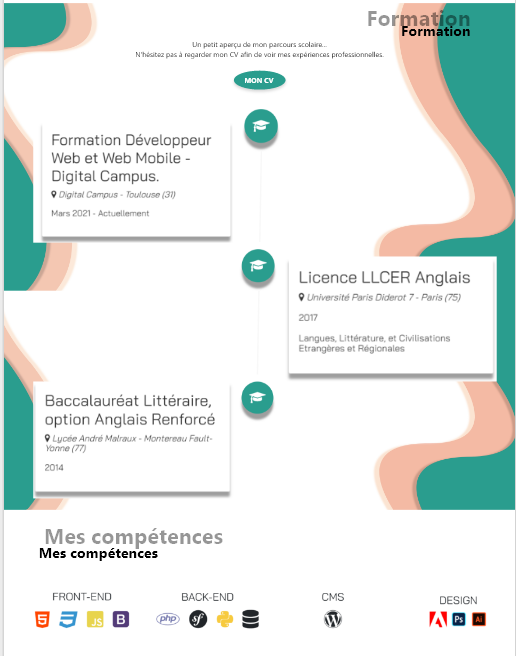 Formation
Formation
Un petit aperçu de mon parcours scolaire...
N'hésitez pas à regarder mon CV afin de voir mes expériences professionnelles.
MON CV
Formation Développeur
Web et Web Mobile -
Digital Campus.
Digital Campus - Toulouse (31)
Mars 2021 - Actuellement
Licence LLCER Anglais
Université Paris Diderot 7 - Paris (75)
2017
Langues, Littérature, et Civilisations
Etrangères et Régionales
Baccalauréat Littéraire,
option Anglais Renforcé
Lycée André Malraux - Montereau Fault-
Yonne (77)
2014
Mes compétences
Mes compétences
FRONT-END
BACK-END
CMS
DESIGN
5
3
JS
B
php
sf
W
A
Ps
Ai